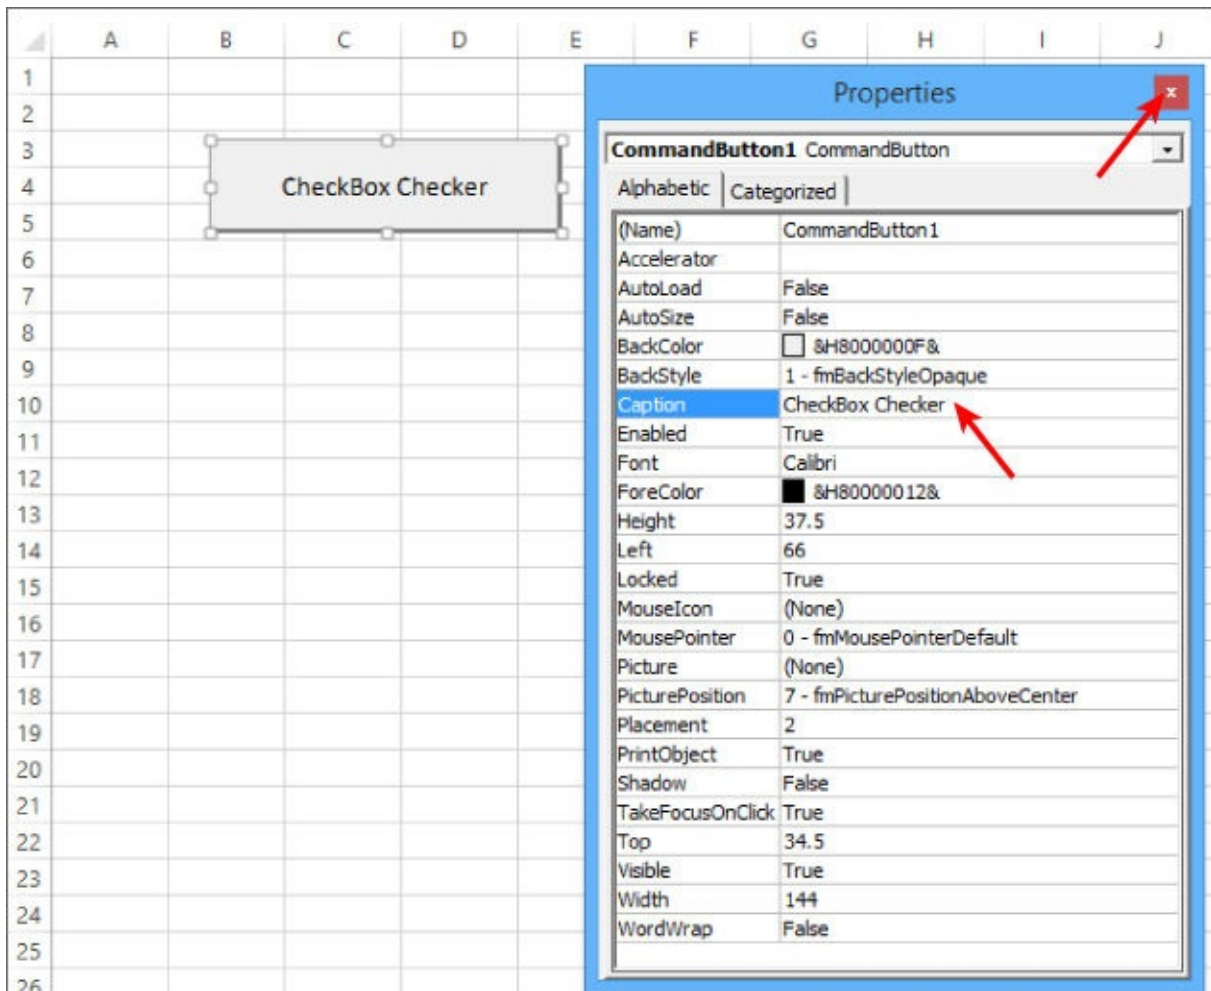 A B C D E F G H I J
1
2
3
4
5
6
7
8
9
10
11
12
13
14
15
16
17
18
19
20
21
22
23
24
25
26
CheckBox Checker
Properties x
CommandButton1 CommandButton
Alphabetic Categorized
(Name) CommandButton1
Accelerator
AutoLoad False
AutoSize False
BackColor &H8000000F&
BackStyle 1 - fmBackStyleOpaque
Caption CheckBox Checker
Enabled True
Font Calibri
ForeColor &H80000012&
Height 37.5
Left 66
Locked True
MouseIcon (None)
MousePointer 0 - fmMousePointerDefault
Picture (None)
PicturePosition 7 - fmPicturePositionAboveCenter
Placement 2
PrintObject True
Shadow False
TakeFocusOnClick True
Top 34.5
Visible True
Width 144
WordWrap False